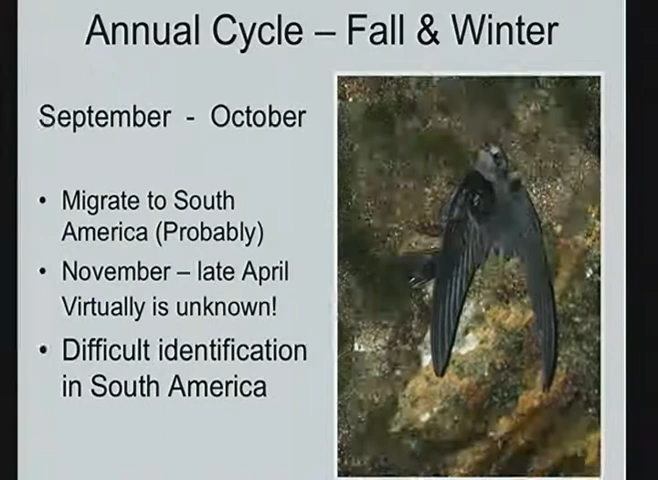 Annual Cycle – Fall & Winter
September - October
• Migrate to South
America (Probably)
• November – late April
Virtually is unknown!
• Difficult identification
in South America